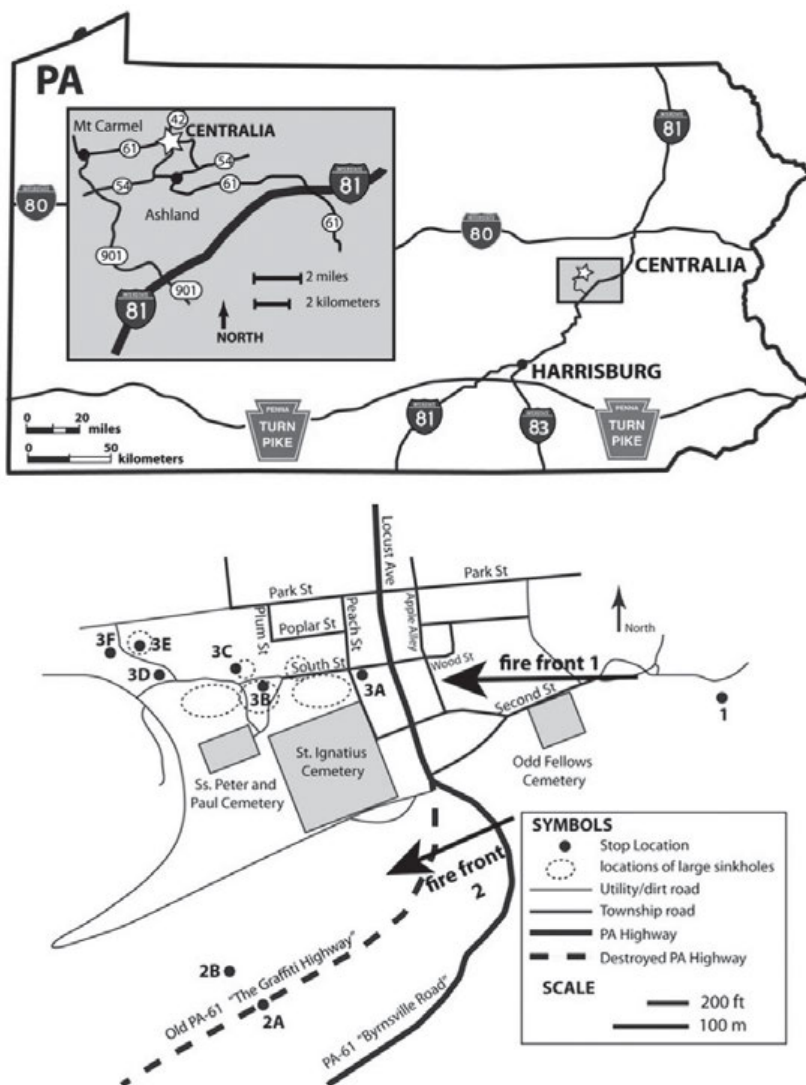 PA
Mt Carmel
42
CENTRALIA
61
54
54
61
Ashland
81
61
901
901
81
2 miles
2 kilometers
NORTH
80
81
80
CENTRALIA
HARRISBURG
81
83
PENNA
TURN
PIKE
PENNA
TURN
PIKE
0 20
miles
0 50
kilometers
Locust Ave
Park St
Park St
Plum St
Poplar St
Peach St
Apple Alley
North
3F
3E
3C
3D
3B
South St
3A
Wood St
fire front 1
Second St
1
Ss. Peter and
Paul Cemetery
St. Ignatius
Cemetery
Odd Fellows
Cemetery
fire front
2
2B
2A
Old PA-61 "The Graffiti Highway"
PA-61 "Byrnsville Road"
SYMBOLS
Stop Location
locations of large sinkholes
Utility/dirt road
Township road
PA Highway
Destroyed PA Highway
SCALE
200 ft
100 m